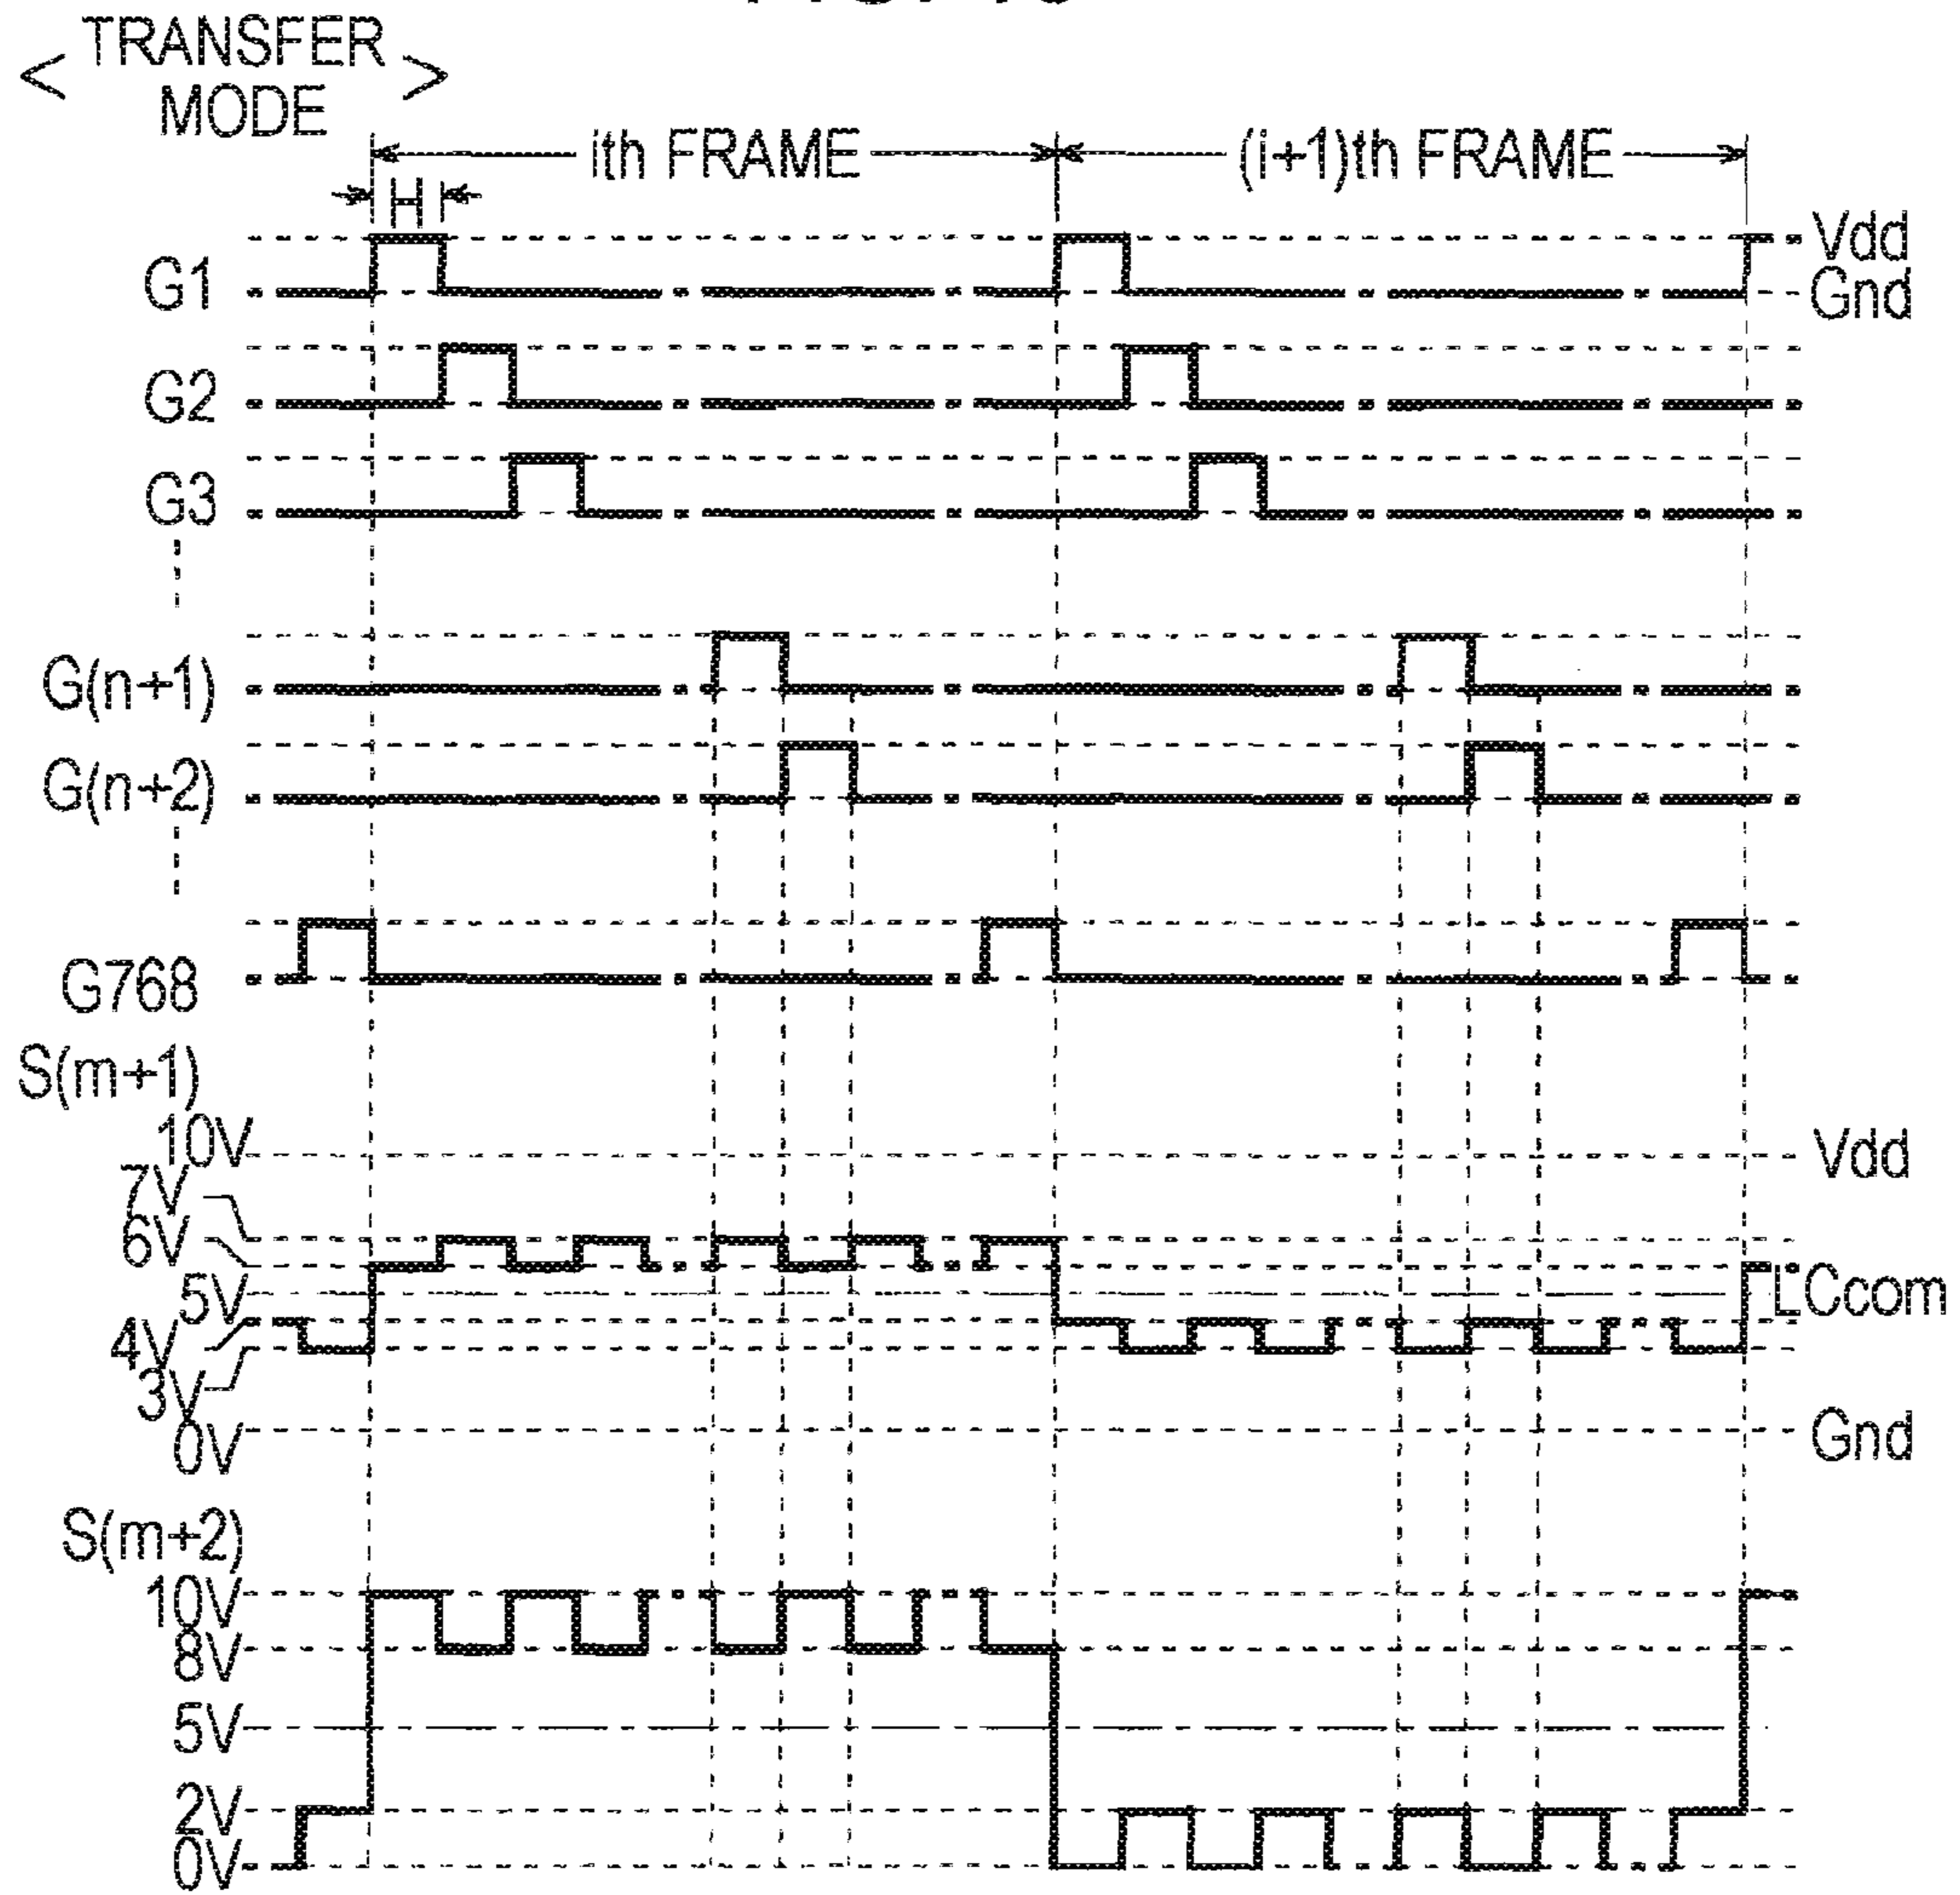 < TRANSFER MODE >
ith FRAME
(i+1)th FRAME
H
G1
Vdd
Gnd
G2
G3
G(n+1)
G(n+2)
G768
S(m+1)
10V
Vdd
7V
6V
5V
LCcom
4V
3V
0V
Gnd
S(m+2)
10V
8V
5V
2V
0V